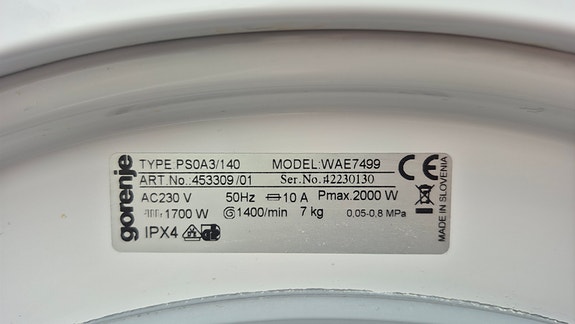 gorenje
TYPE PS0A3/140 MODEL:WAE7499
ART.No.:453309/01 Ser.No.:42230130
AC230 V 50Hz 10 A Pmax.2000 W
1700 W 1400/min 7 kg 0,05-0,8 MPa
IPX4
CE
MADE IN SLOVENIA